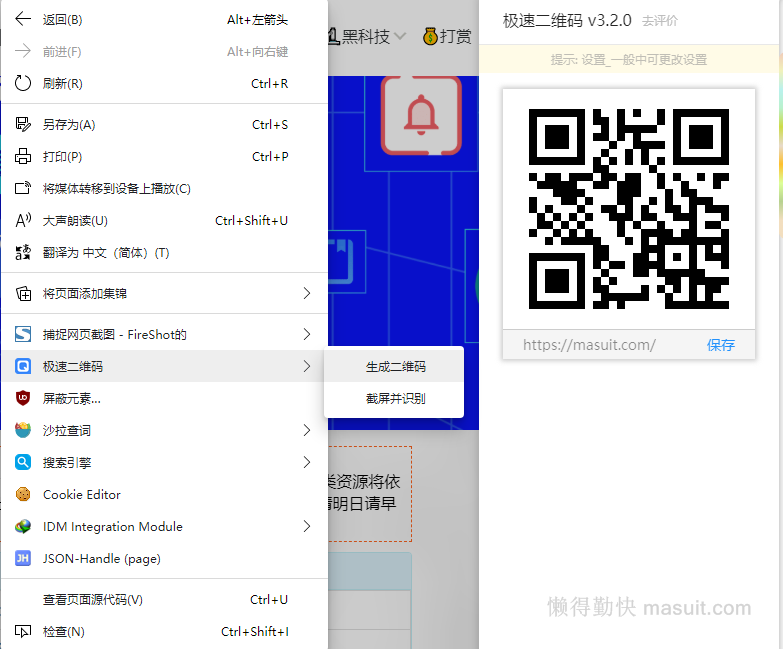 返回(B) Alt+左箭头
前进(F) Alt+向右键
刷新(R) Ctrl+R
另存为(A) Ctrl+S
打印(P) Ctrl+P
将媒体转移到设备上播放(C)
大声朗读(U) Ctrl+Shift+U
翻译为 中文（简体）(T)
将页面添加集锦
捕捉网页截图 - FireShot的
极速二维码
屏蔽元素...
沙拉查词
搜索引擎
Cookie Editor
IDM Integration Module
JSON-Handle (page)
查看页面源代码(V) Ctrl+U
检查(N) Ctrl+Shift+I
生成二维码
截屏并识别
黑科技
打赏
类资源将依
明日请早
极速二维码 v3.2.0 去评价
提示: 设置_一般中可更改设置
https://masuit.com/ 保存
懒得勤快 masuit.com